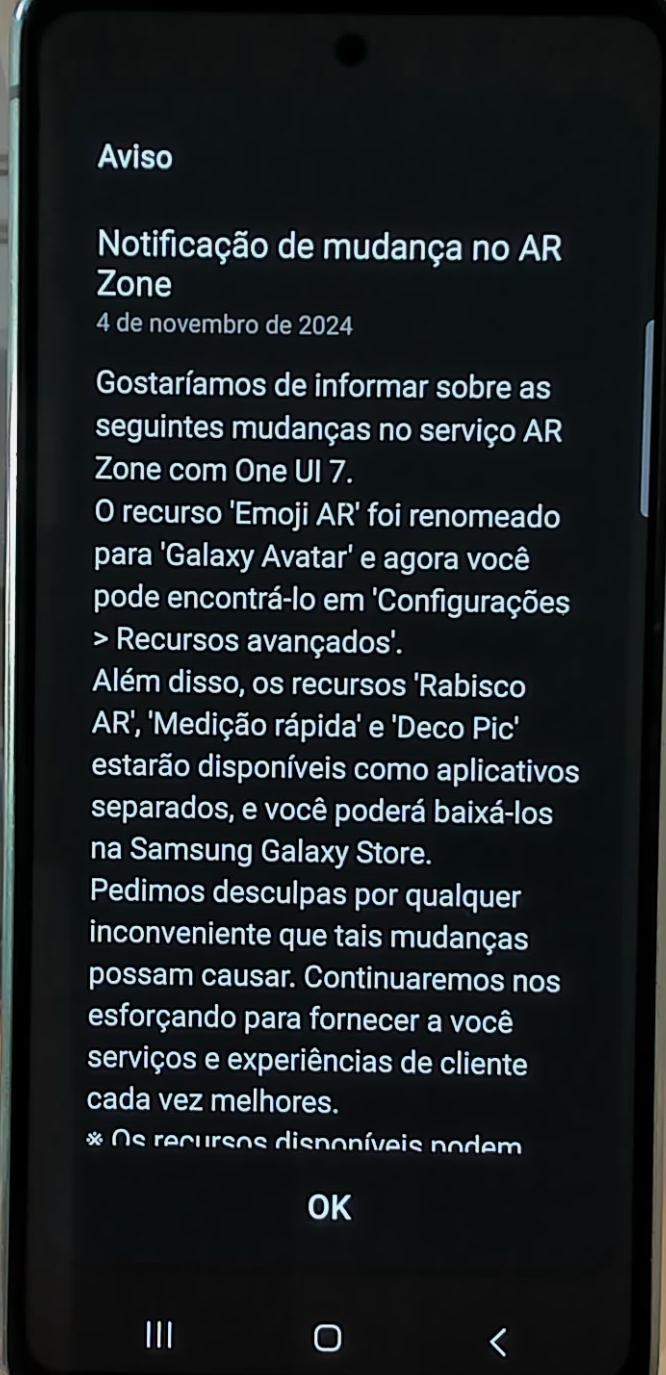 Aviso
Notificação de mudança no AR
Zone
4 de novembro de 2024
Gostaríamos de informar sobre as
seguintes mudanças no serviço AR
Zone com One UI 7.
O recurso 'Emoji AR' foi renomeado
para 'Galaxy Avatar' e agora você
pode encontrá-lo em 'Configurações
> Recursos avançados'.
Além disso, os recursos 'Rabisco
AR', 'Medição rápida' e 'Deco Pic'
estarão disponíveis como aplicativos
separados, e você poderá baixá-los
na Samsung Galaxy Store.
Pedimos desculpas por qualquer
inconveniente que tais mudanças
possam causar. Continuaremos nos
esforçando para fornecer a você
serviços e experiências de cliente
cada vez melhores.
※ Os recursos disponíveis podem
OK